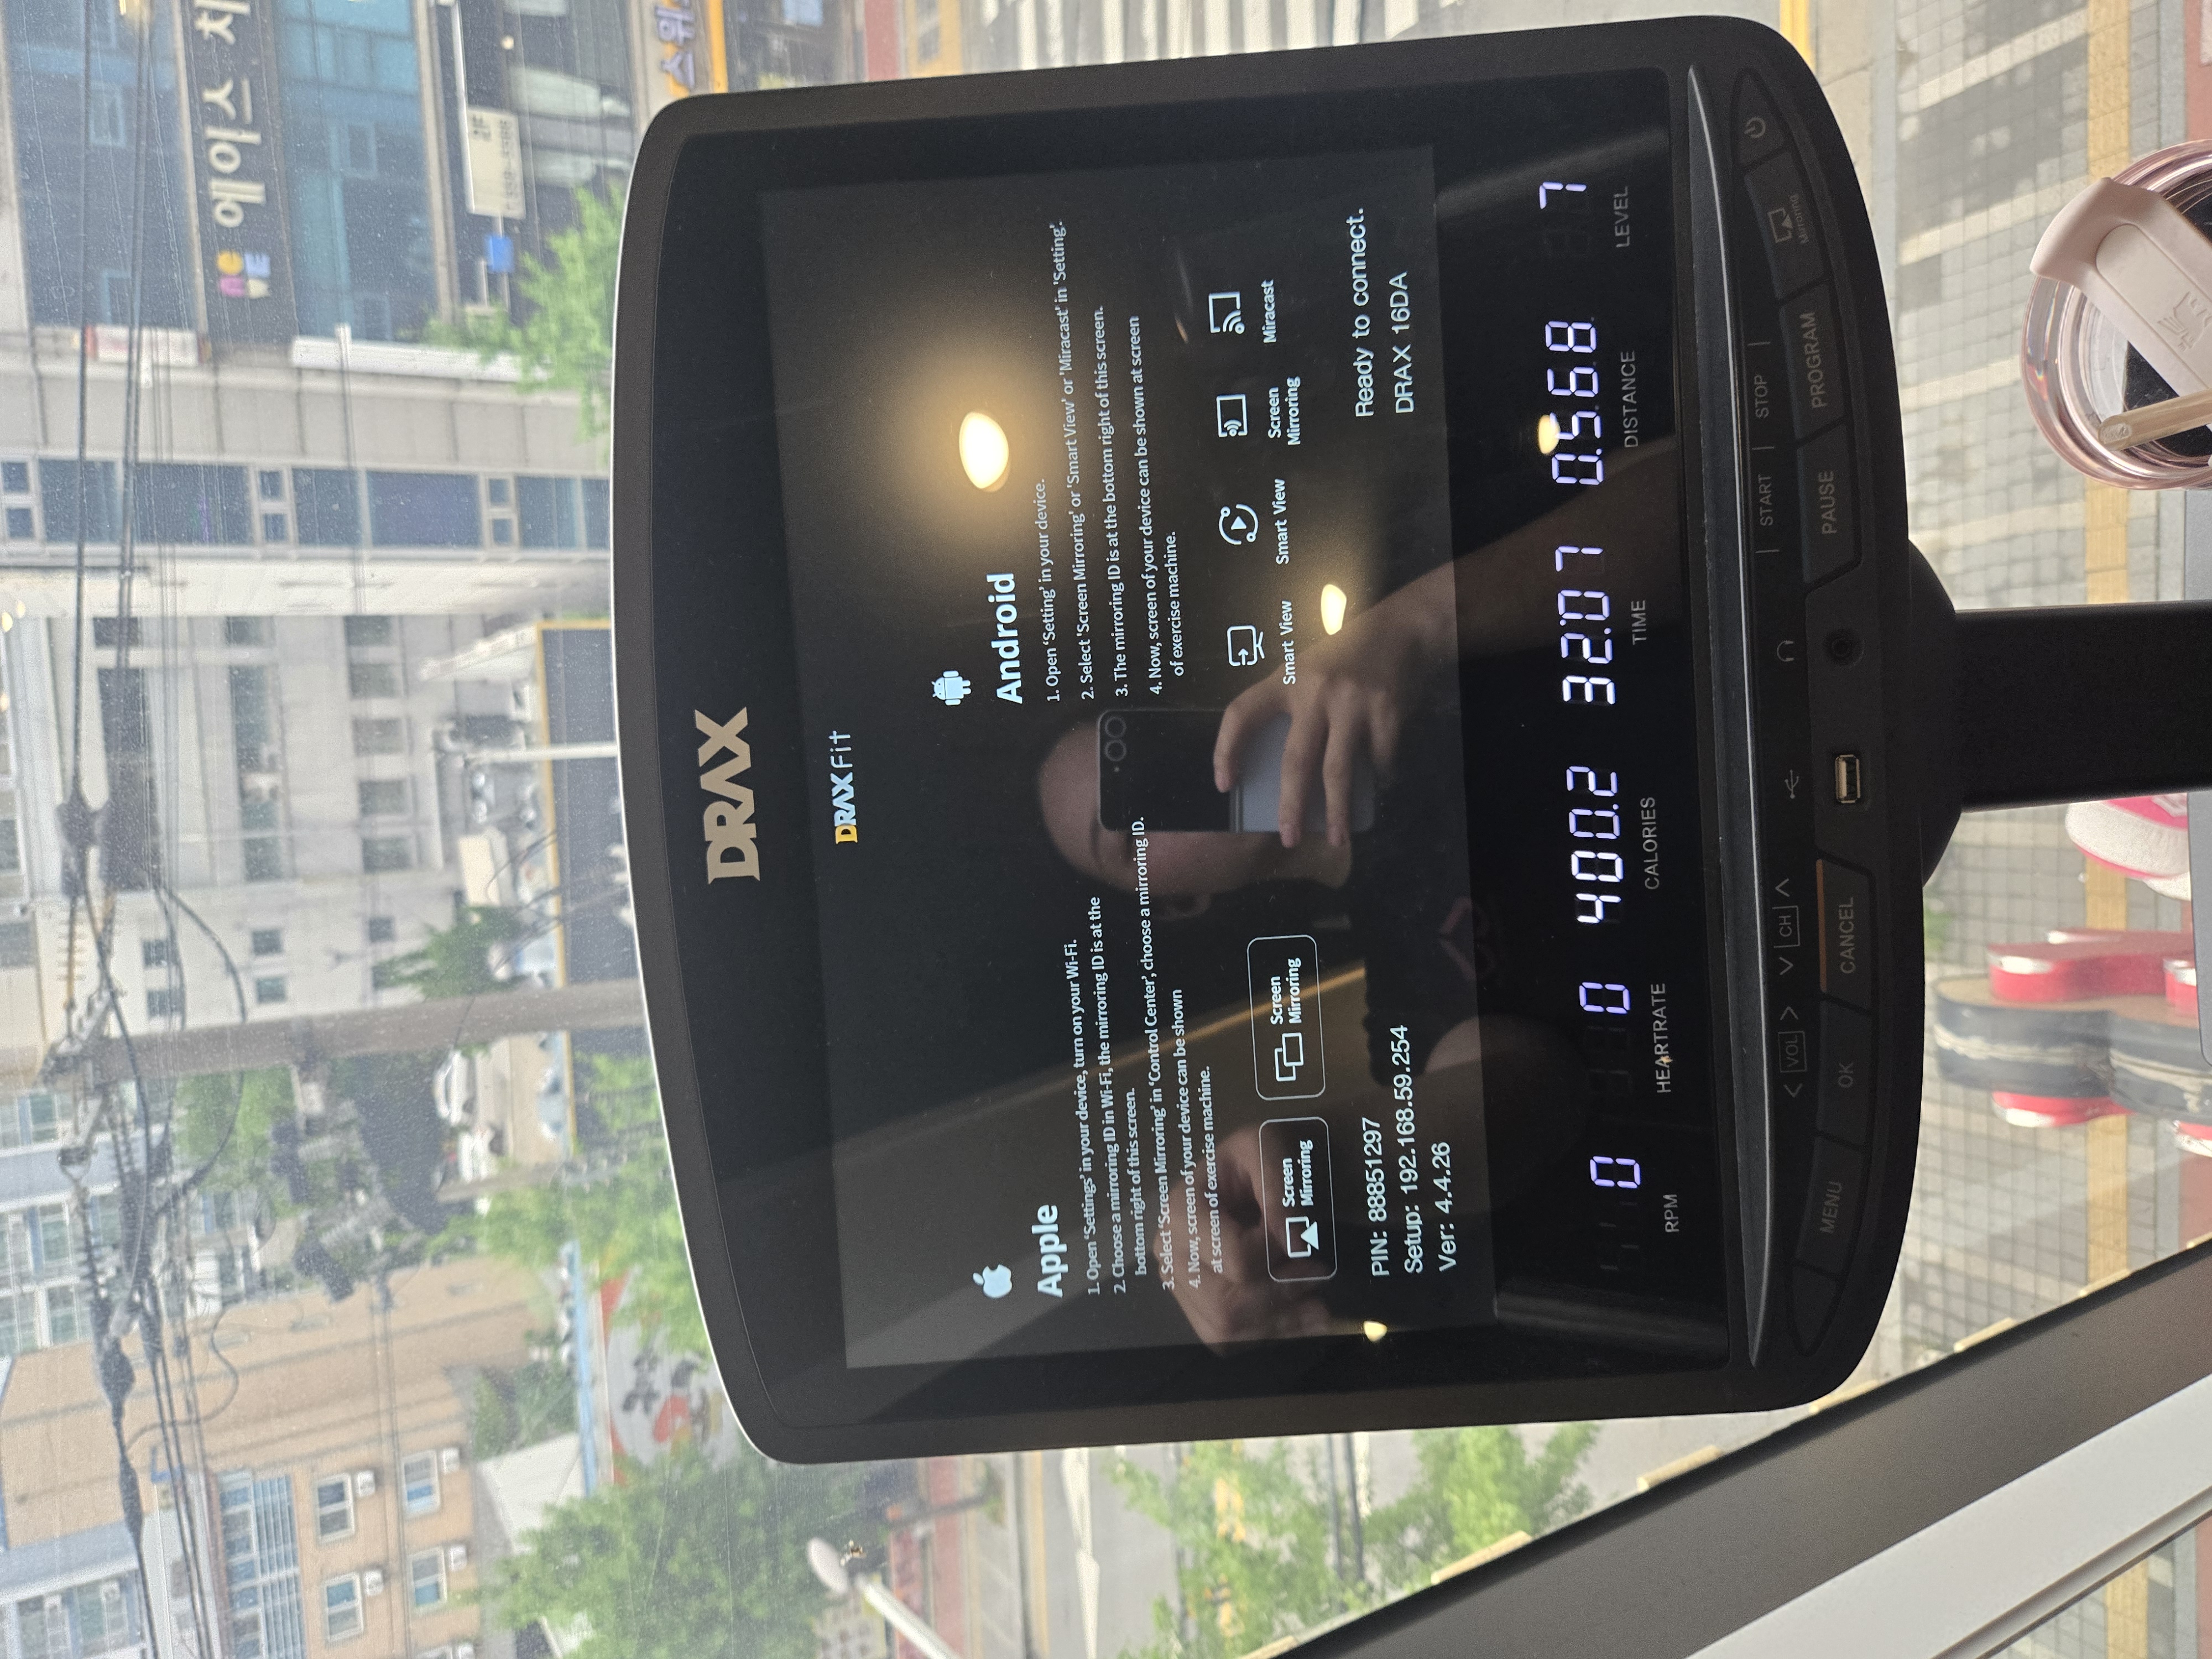 에이스 치
2F
스위
DRAX
DRAX Fit
Apple
1. Open ‘Settings’ in your device, turn on your Wi-Fi.
2. Choose a mirroring ID in Wi-Fi, the mirroring ID is at the
bottom right of this screen.
3. Select ‘Screen Mirroring’ in ‘Control Center’, choose a mirroring ID.
4. Now, screen of your device can be shown
at screen of exercise machine.
Screen
Mirroring
Screen
Mirroring
PIN: 88851297
Setup: 192.168.59.254
Ver: 4.4.26
Android
1. Open ‘Setting’ in your device.
2. Select 'Screen Mirroring' or 'Smart View' or 'Miracast' in 'Setting'.
3. The mirroring ID is at the bottom right of this screen.
4. Now, screen of your device can be shown at screen
of exercise machine.
Smart View
Smart View
Screen
Mirroring
Miracast
Ready to connect.
DRAX 16DA
0 0 400.2 32:07 0.568 7
RPM HEARTRATE CALORIES TIME DISTANCE LEVEL
< VOL > CH START STOP
MENU OK CANCEL PAUSE PROGRAM Mirroring